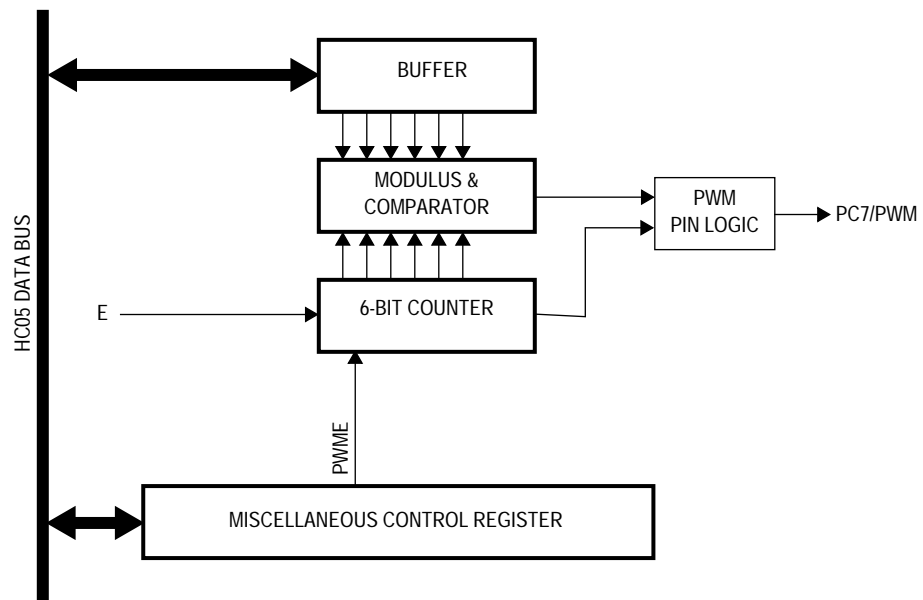 BUFFER
MODULUS &
COMPARATOR
PWM
PIN LOGIC
PC7/PWM
HC05 DATA BUS
E
6-BIT COUNTER
PWME
MISCELLANEOUS CONTROL REGISTER